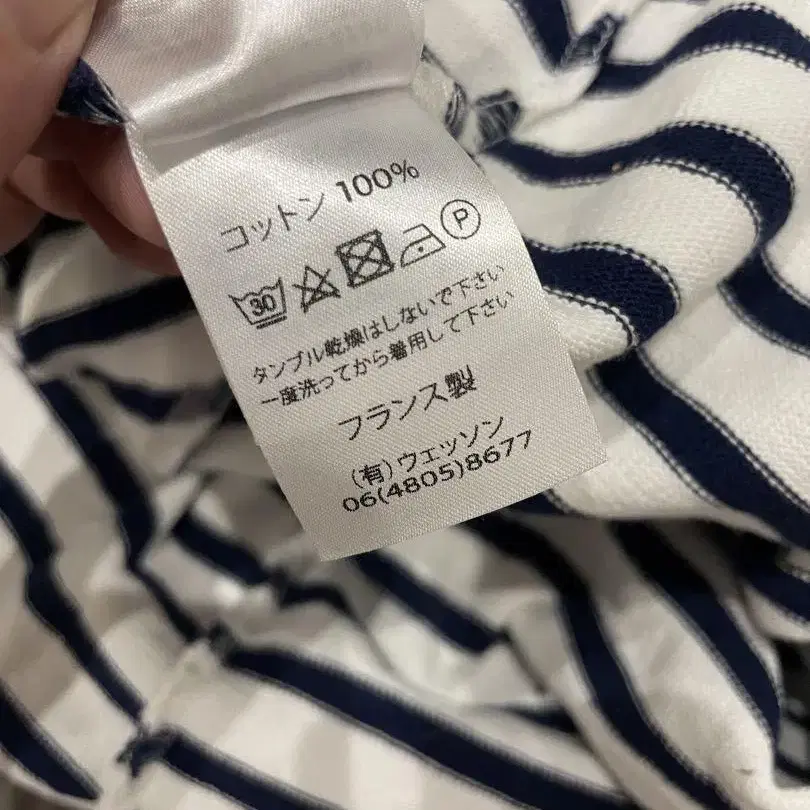 コットン 100%
30 P
タンブル乾燥はしないで下さい
一度洗ってから着用して下さい
フランス製
(有)ウェッソン
06(4805)8677